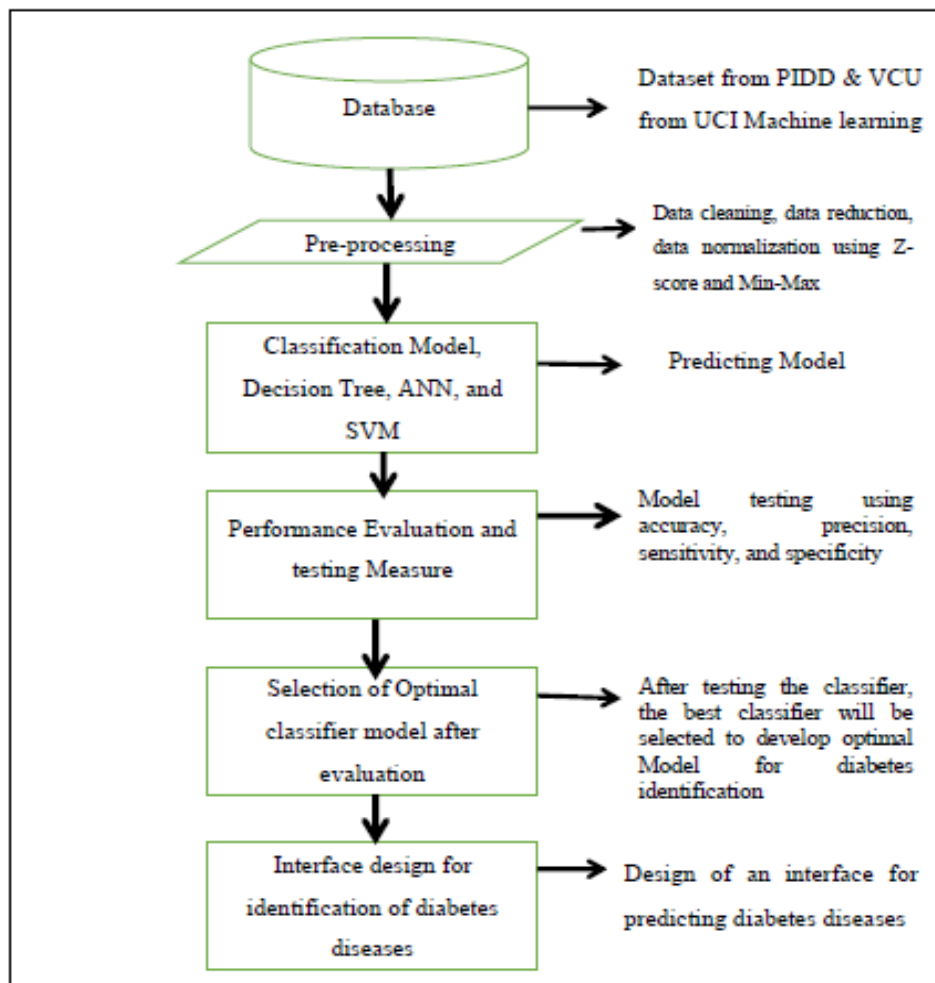 Database
Dataset from PIDD & VCU
from UCI Machine learning
Pre-processing
Data cleaning, data reduction,
data normalization using Z-
score and Min-Max
Classification Model,
Decision Tree, ANN, and
SVM
Predicting Model
Performance Evaluation and
testing Measure
Model testing using
accuracy, precision,
sensitivity, and specificity
Selection of Optimal
classifier model after
evaluation
After testing the classifier,
the best classifier will be
selected to develop optimal
Model for diabetes
identification
Interface design for
identification of diabetes
diseases
Design of an interface for
predicting diabetes diseases